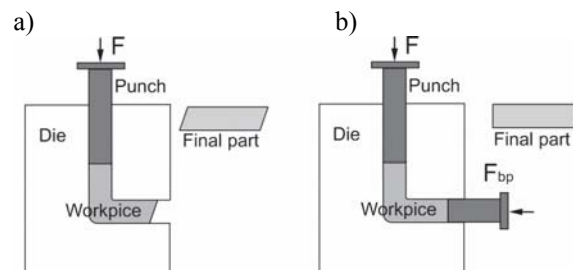 a)
F
Punch
Die
Final part
Workpice
b)
F
Punch
Die
Final part
Fbp
Workpice